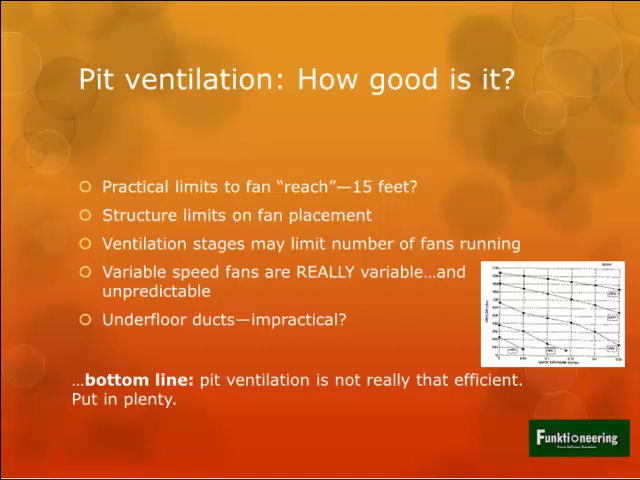 Pit ventilation: How good is it?
Practical limits to fan “reach”—15 feet?
Structure limits on fan placement
Ventilation stages may limit number of fans running
Variable speed fans are REALLY variable…and
unpredictable
Underfloor ducts—impractical?
…bottom line: pit ventilation is not really that efficient.
Put in plenty.
Funktioneering